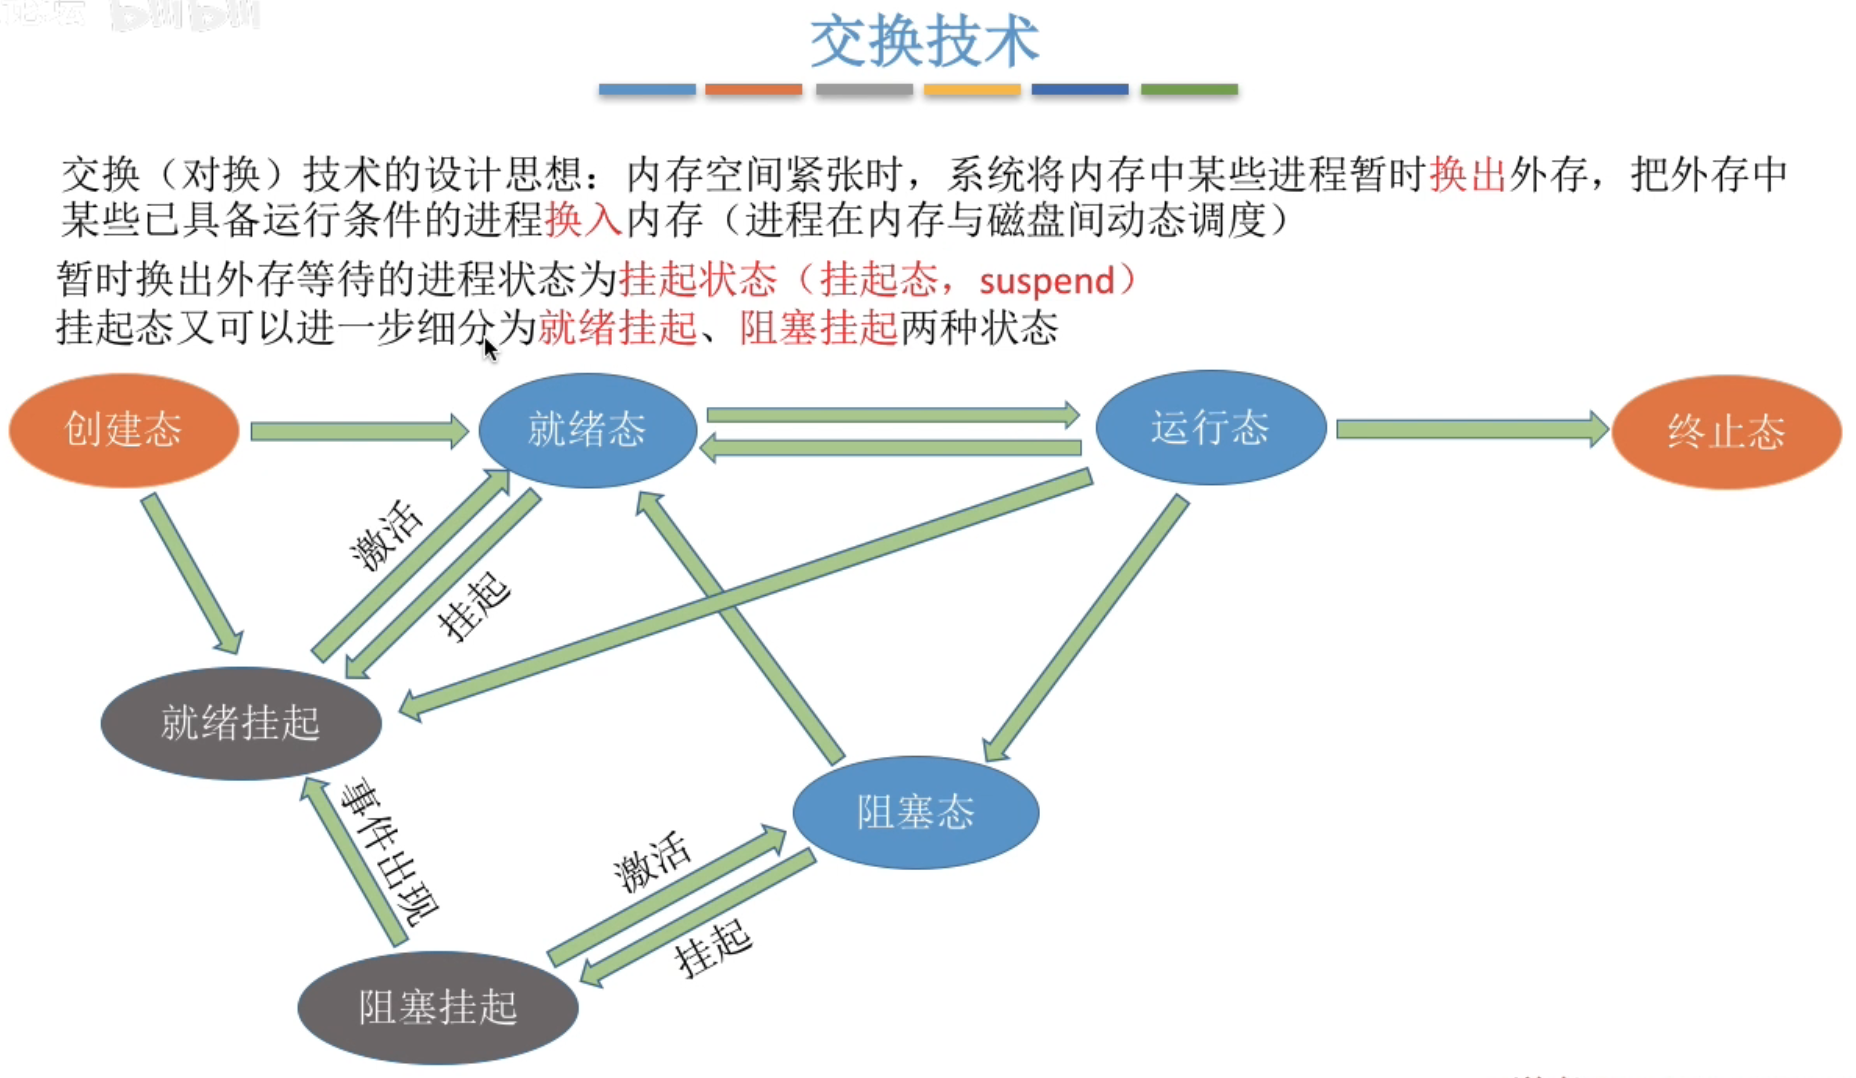 交换技术
交换（对换）技术的设计思想：内存空间紧张时，系统将内存中某些进程暂时换出外存，把外存中
某些已具备运行条件的进程换入内存（进程在内存与磁盘间动态调度）
暂时换出外存等待的进程状态为挂起状态（挂起态，suspend）
挂起态又可以进一步细分为就绪挂起、阻塞挂起两种状态
创建态
就绪态
运行态
终止态
激活
挂起
就绪挂起
事件出现
阻塞态
激活
挂起
阻塞挂起